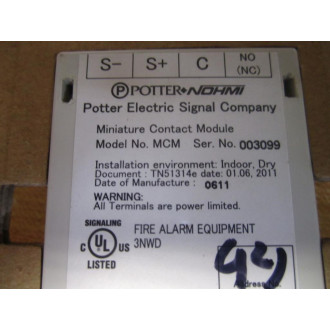 S- S+ C NO
(NC)
P POTTER NOHMI
Potter Electric Signal Company
Miniature Contact Module
Model No. MCM Ser. No. 003099
Installation environment: Indoor, Dry
Document : TN51314e date: 01.06, 2011
Date of Manufacture : 0611
WARNING:
All Terminals are power limited.
SIGNALING
C UL US
LISTED
FIRE ALARM EQUIPMENT
3NWD